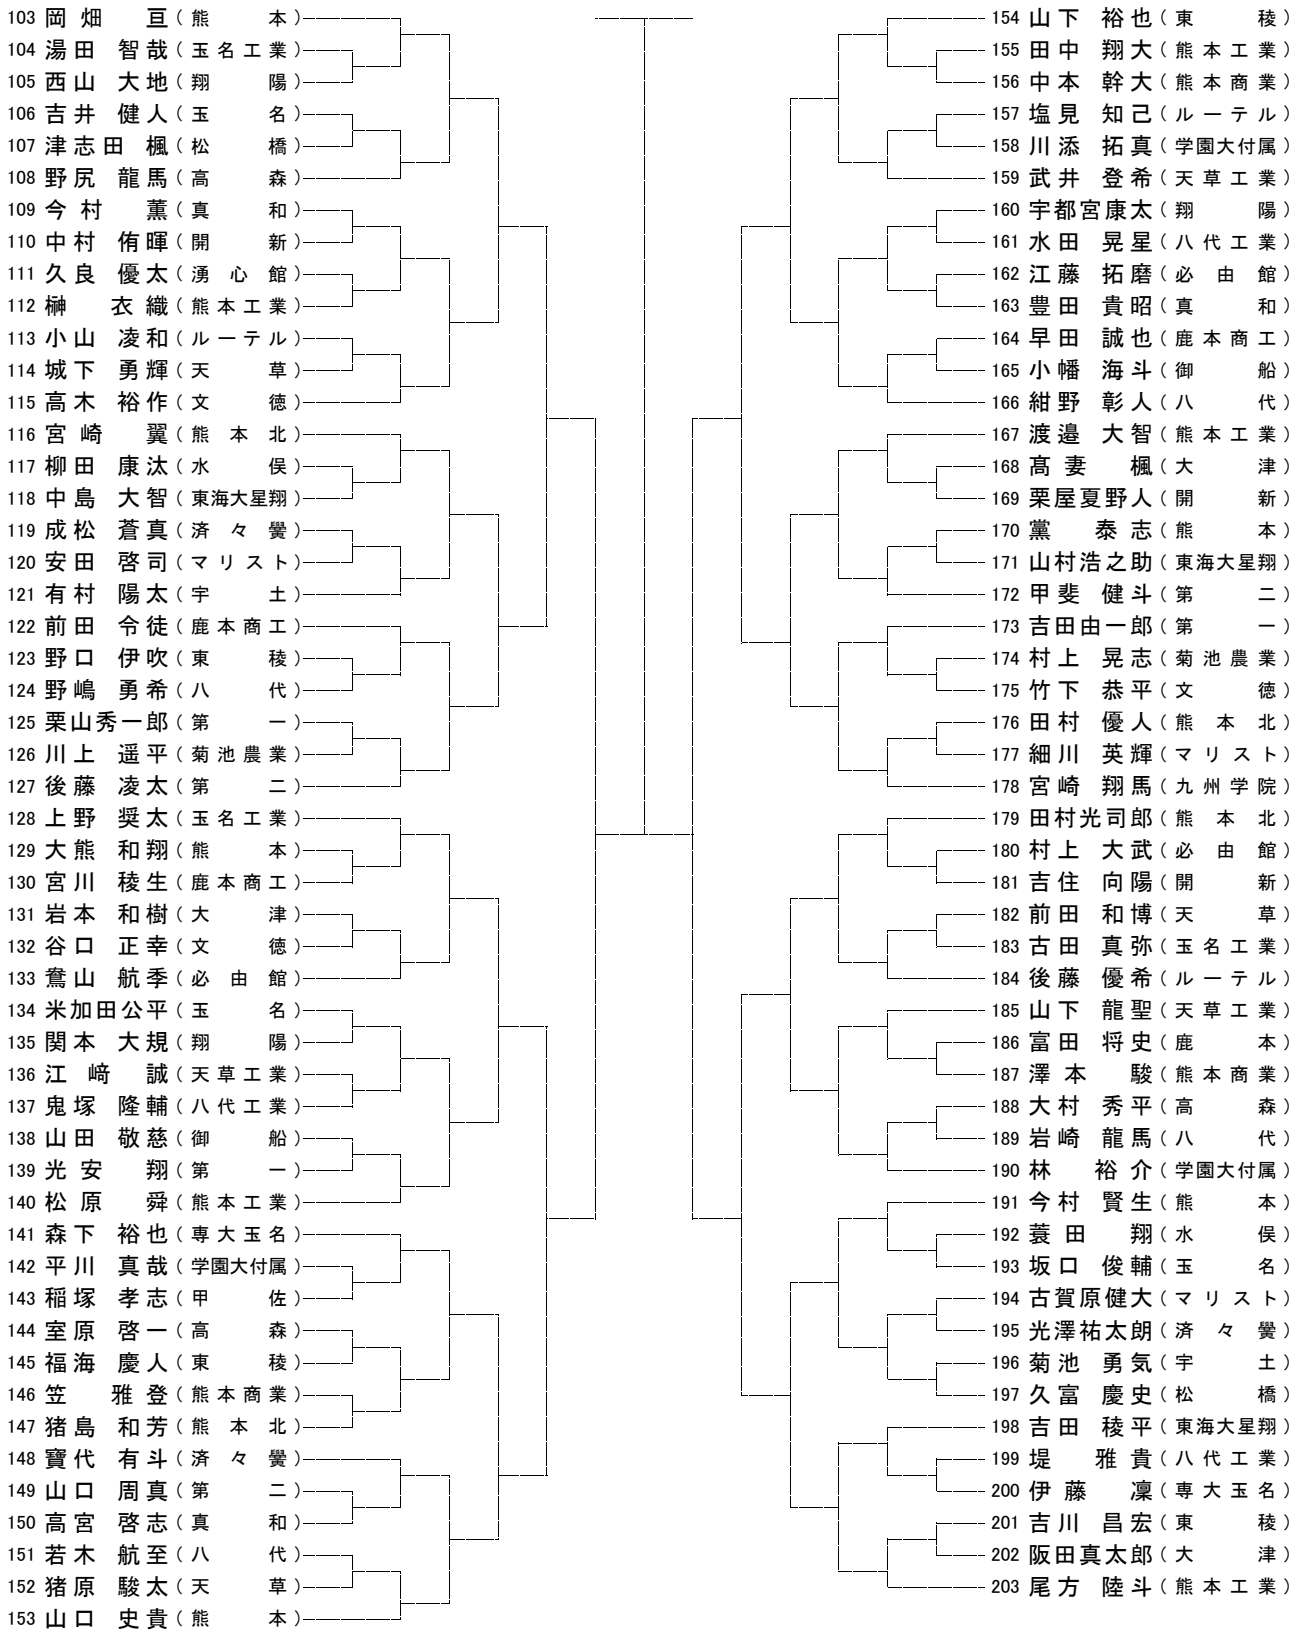 103 岡畑 亘 (熊本)
104 湯田 智哉 (玉名工業)
105 西山 大地 (翔陽)
106 吉井 健人 (玉名)
107 津志田 楓 (松橋)
108 野尻 龍馬 (高森)
109 今村 薫 (真和)
110 中村 侑暉 (開新)
111 久良 優太 (湧心館)
112 榊 衣織 (熊本工業)
113 小山 凌和 (ルーテル)
114 城下 勇輝 (天草)
115 高木 裕作 (文徳)
116 宮崎 翼 (熊本北)
117 柳田 康汰 (水俣)
118 中島 大智 (東海大星翔)
119 成松 蒼真 (済々黌)
120 安田 啓司 (マリスト)
121 有村 陽太 (宇土)
122 前田 令徒 (鹿本商工)
123 野口 伊吹 (東稜)
124 野嶋 勇希 (八代)
125 栗山秀一郎 (第一)
126 川上 遥平 (菊池農業)
127 後藤 凌太 (第二)
128 上野 奨太 (玉名工業)
129 大熊 和翔 (熊本)
130 宮川 稜生 (鹿本商工)
131 岩本 和樹 (大津)
132 谷口 正幸 (文徳)
133 鴦山 航季 (必由館)
134 米加田公平 (玉名)
135 関本 大規 (翔陽)
136 江﨑 誠 (天草工業)
137 鬼塚 隆輔 (八代工業)
138 山田 敬慈 (御船)
139 光安 翔 (第一)
140 松原 舜 (熊本工業)
141 森下 裕也 (専大玉名)
142 平川 真哉 (学園大付属)
143 稲塚 孝志 (甲佐)
144 室原 啓一 (高森)
145 福海 慶人 (東稜)
146 笠 雅登 (熊本商業)
147 猪島 和芳 (熊本北)
148 寶代 有斗 (済々黌)
149 山口 周真 (第二)
150 高宮 啓志 (真和)
151 若木 航至 (八代)
152 猪原 駿太 (天草)
153 山口 史貴 (熊本)
154 山下 裕也 (東稜)
155 田中 翔大 (熊本工業)
156 中本 幹大 (熊本商業)
157 塩見 知己 (ルーテル)
158 川添 拓真 (学園大付属)
159 武井 登希 (天草工業)
160 宇都宮康太 (翔陽)
161 水田 晃星 (八代工業)
162 江藤 拓磨 (必由館)
163 豊田 貴昭 (真和)
164 早田 誠也 (鹿本商工)
165 小幡 海斗 (御船)
166 紺野 彰人 (八代)
167 渡邉 大智 (熊本工業)
168 髙妻 楓 (大津)
169 栗屋夏野人 (開新)
170 黨 泰志 (熊本)
171 山村浩之助 (東海大星翔)
172 甲斐 健斗 (第二)
173 吉田由一郎 (第一)
174 村上 晃志 (菊池農業)
175 竹下 恭平 (文徳)
176 田村 優人 (熊本北)
177 細川 英輝 (マリスト)
178 宮崎 翔馬 (九州学院)
179 田村光司郎 (熊本北)
180 村上 大武 (必由館)
181 吉住 向陽 (開新)
182 前田 和博 (天草)
183 古田 真弥 (玉名工業)
184 後藤 優希 (ルーテル)
185 山下 龍聖 (天草工業)
186 富田 将史 (鹿本)
187 澤本 駿 (熊本商業)
188 大村 秀平 (高森)
189 岩崎 龍馬 (八代)
190 林 裕介 (学園大付属)
191 今村 賢生 (熊本)
192 蓑田 翔 (水俣)
193 坂口 俊輔 (玉名)
194 古賀原健大 (マリスト)
195 光澤祐太朗 (済々黌)
196 菊池 勇気 (宇土)
197 久富 慶史 (松橋)
198 吉田 稜平 (東海大星翔)
199 堤 雅貴 (八代工業)
200 伊藤 凜 (専大玉名)
201 吉川 昌宏 (東稜)
202 阪田真太郎 (大津)
203 尾方 陸斗 (熊本工業)